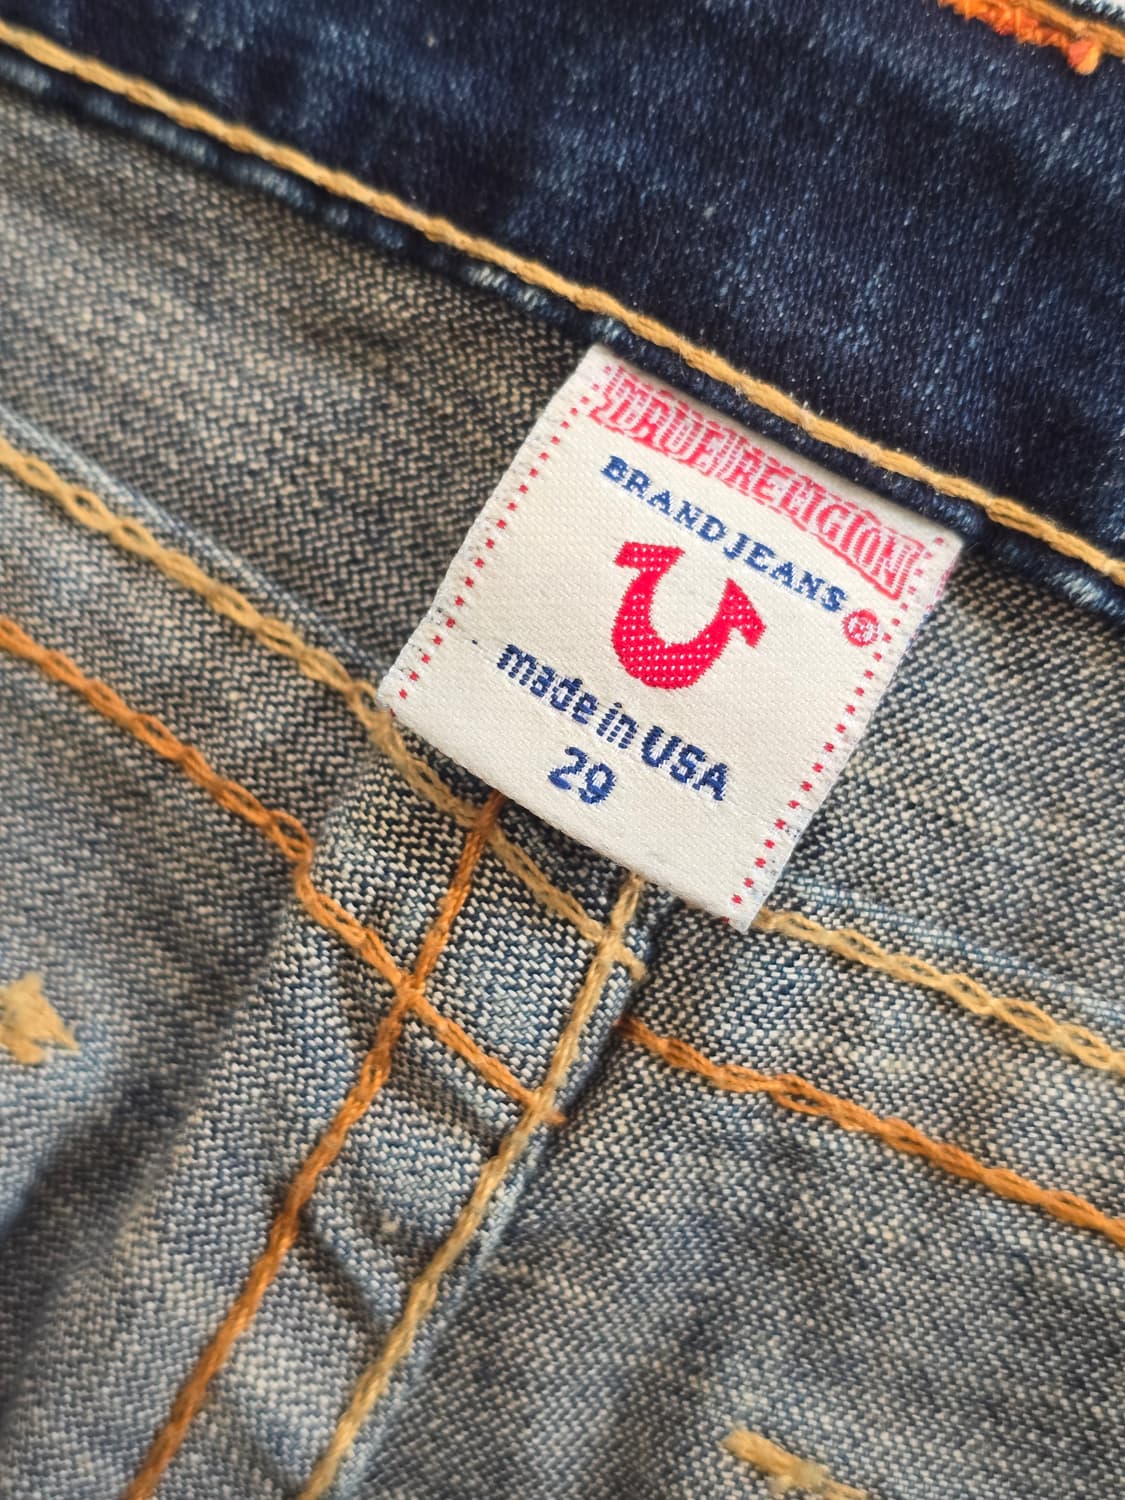 TRUE RELIGION
BRAND JEANS
®
made in USA
29